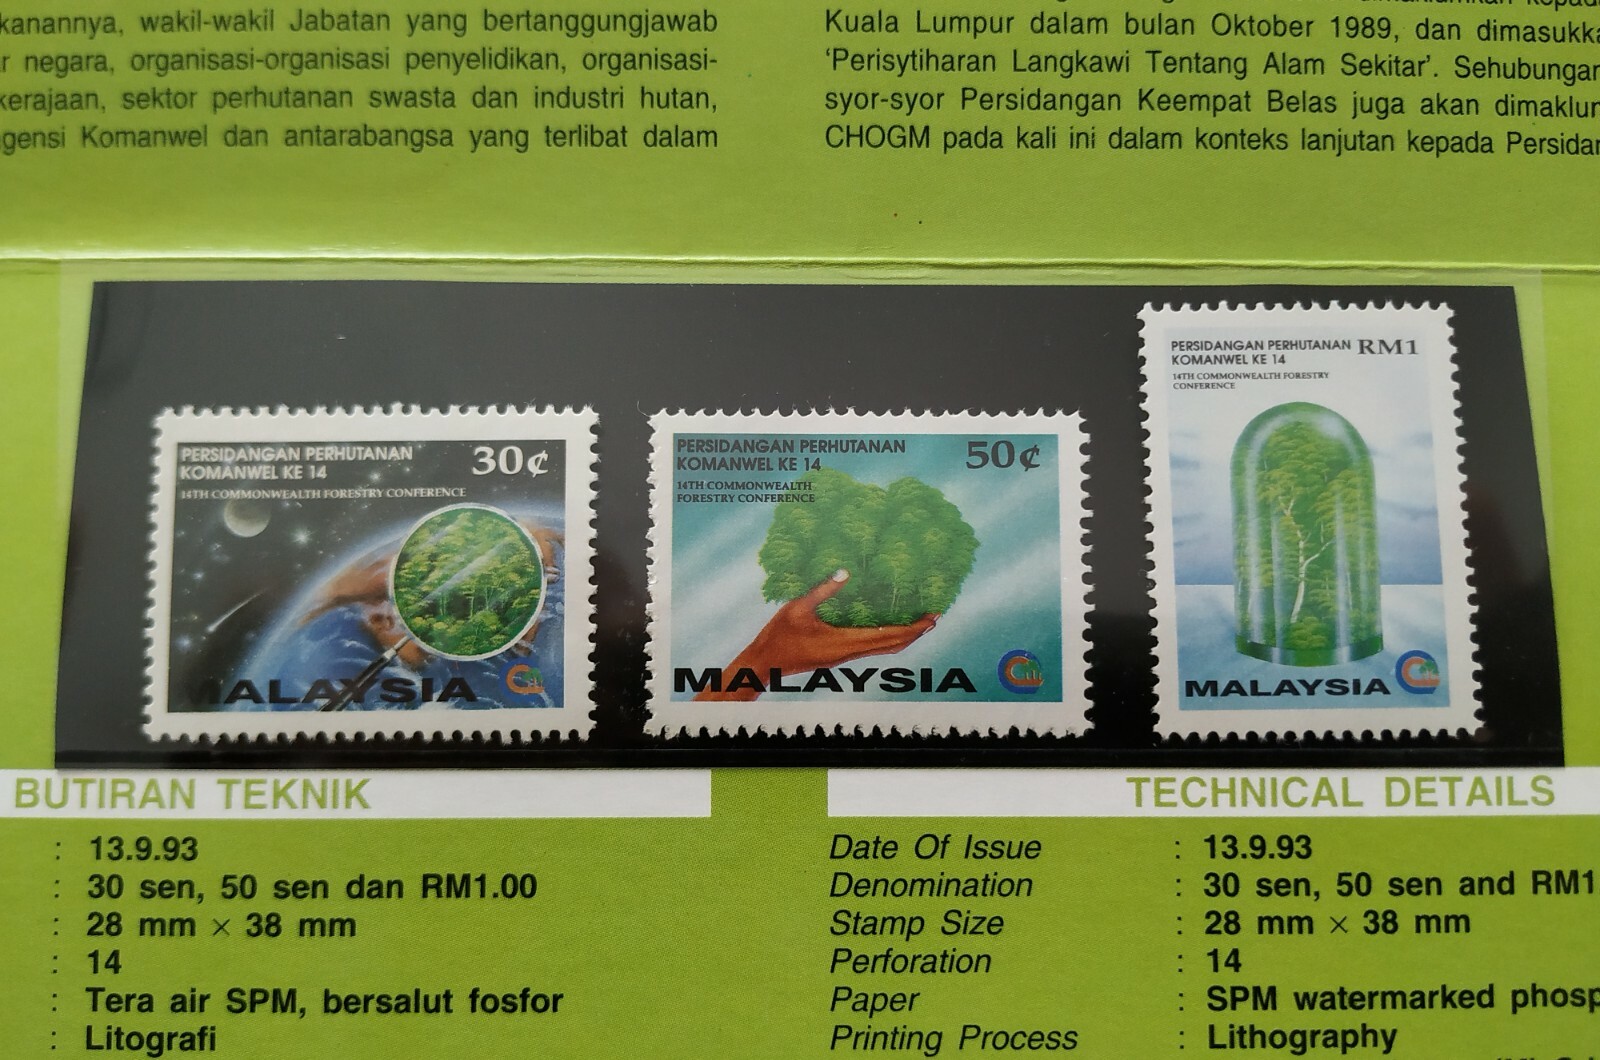 kanannya, wakil-wakil Jabatan yang bertanggungjawab
r negara, organisasi-organisasi penyelidikan, organisasi-
kerajaan, sektor perhutanan swasta dan industri hutan,
gensi Komanwel dan antarabangsa yang terlibat dalam
Kuala Lumpur dalam bulan Oktober 1989, dan dimasukka
'Perisytiharan Langkawi Tentang Alam Sekitar'. Sehubungan
syor-syor Persidangan Keempat Belas juga akan dimaklum
CHOGM pada kali ini dalam konteks lanjutan kepada Persidan
PERSIDANGAN PERHUTANAN
KOMANWEL KE 14
30¢
14TH COMMONWEALTH FORESTRY CONFERENCE
MALAYSIA
PERSIDANGAN PERHUTANAN
KOMANWEL KE 14
50¢
14TH COMMONWEALTH
FORESTRY CONFERENCE
MALAYSIA
PERSIDANGAN PERHUTANAN RM1
KOMANWEL KE 14
14TH COMMONWEALTH FORESTRY
CONFERENCE
MALAYSIA
BUTIRAN TEKNIK
: 13.9.93
: 30 sen, 50 sen dan RM1.00
: 28 mm × 38 mm
: 14
: Tera air SPM, bersalut fosfor
: Litografi
TECHNICAL DETAILS
Date Of Issue : 13.9.93
Denomination : 30 sen, 50 sen and RM1
Stamp Size : 28 mm × 38 mm
Perforation : 14
Paper : SPM watermarked phosp
Printing Process : Lithography